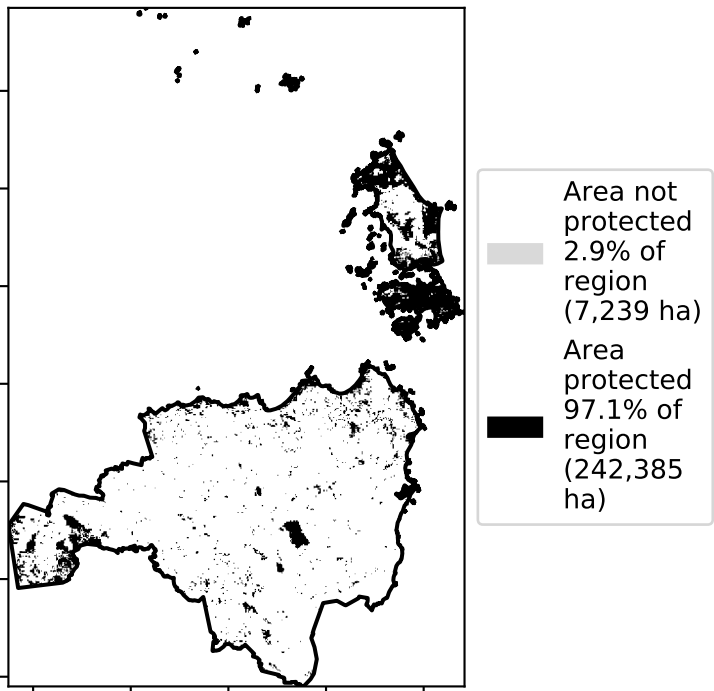 Area not
protected
2.9% of
region
(7,239 ha)
Area
protected
97.1% of
region
(242,385
ha)